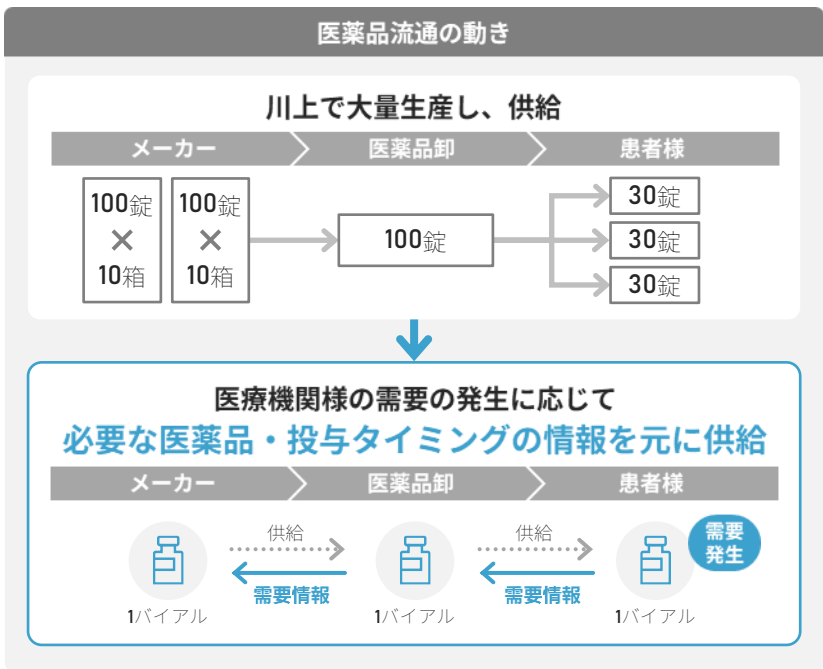 医薬品流通の動き
川上で大量生産し、供給
メーカー 医薬品卸 患者様
100錠 × 10箱
100錠 × 10箱
100錠
30錠
30錠
30錠
医療機関様の需要の発生に応じて
必要な医薬品・投与タイミングの情報を元に供給
メーカー 医薬品卸 患者様
供給
供給
需要
発生
需要情報
需要情報
1バイアル
1バイアル
1バイアル